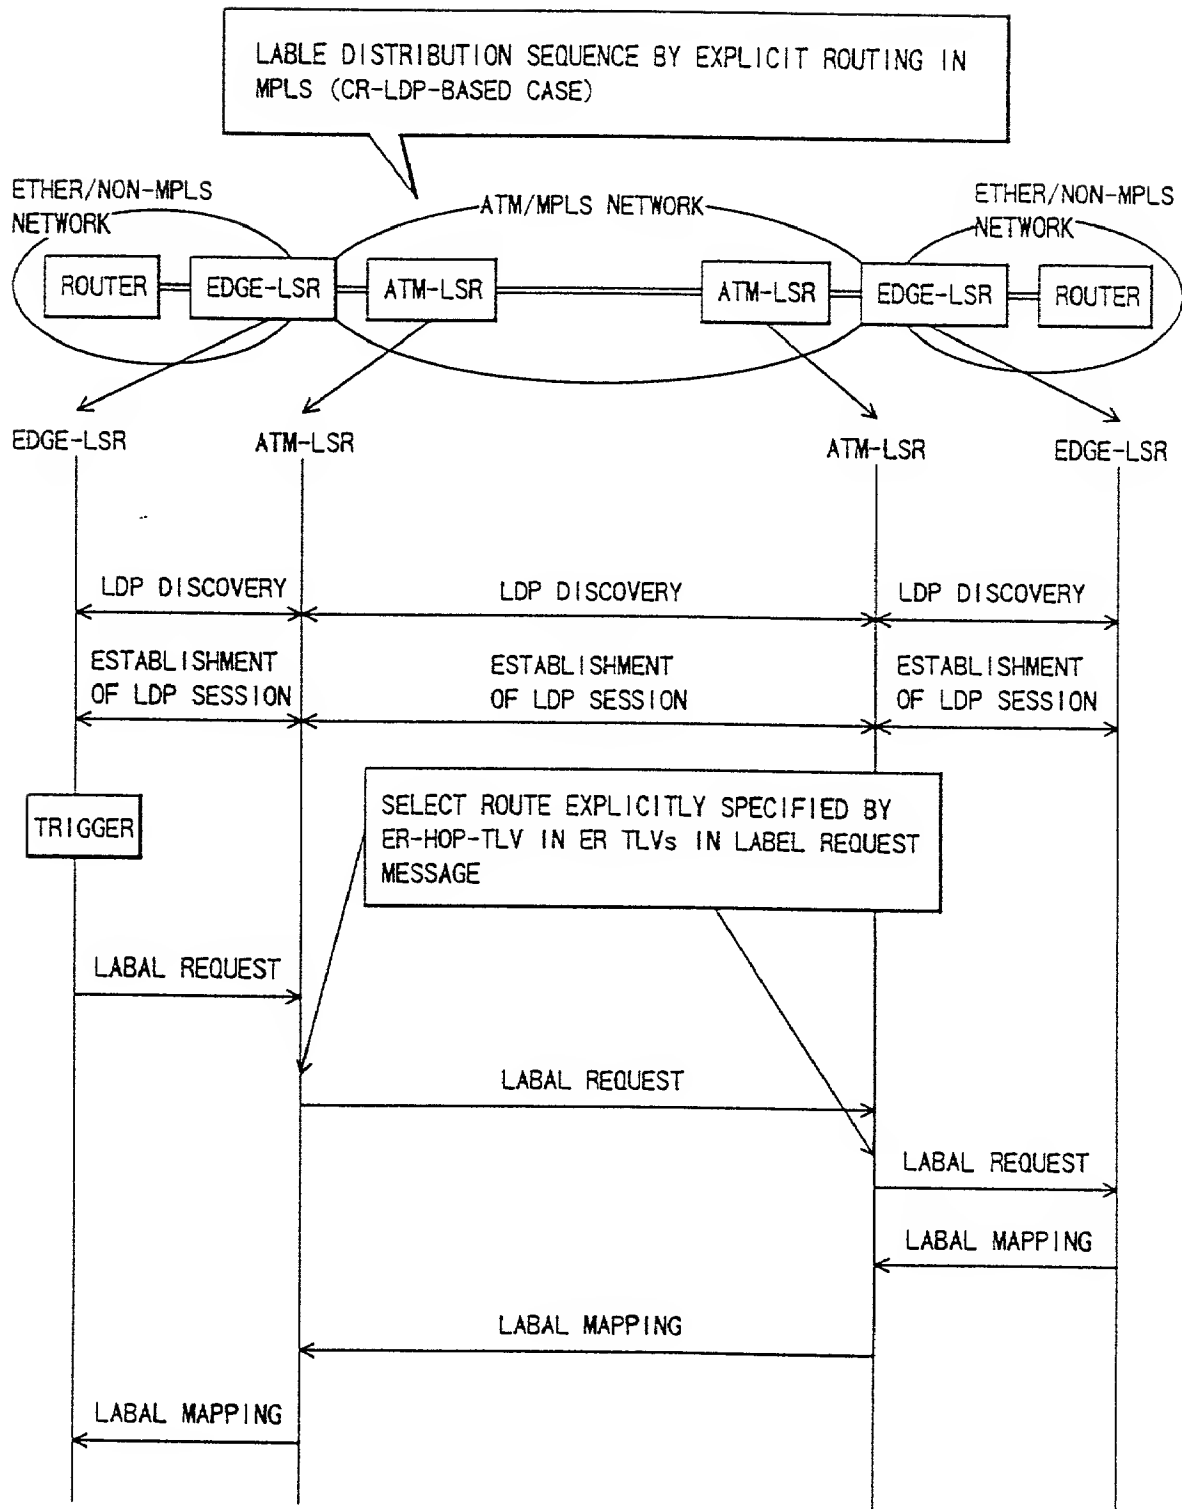 LABLE DISTRIBUTION SEQUENCE BY EXPLICIT ROUTING IN
MPLS (CR-LDP-BASED CASE)
ETHER/NON-MPLS
NETWORK
ATM/MPLS NETWORK
ETHER/NON-MPLS
NETWORK
ROUTER
EDGE-LSR
ATM-LSR
ATM-LSR
EDGE-LSR
ROUTER
EDGE-LSR
ATM-LSR
ATM-LSR
EDGE-LSR
LDP DISCOVERY
LDP DISCOVERY
LDP DISCOVERY
ESTABLISHMENT
OF LDP SESSION
ESTABLISHMENT
OF LDP SESSION
ESTABLISHMENT
OF LDP SESSION
TRIGGER
SELECT ROUTE EXPLICITLY SPECIFIED BY
ER-HOP-TLV IN ER TLVs IN LABEL REQUEST
MESSAGE
LABAL REQUEST
LABAL REQUEST
LABAL REQUEST
LABAL MAPPING
LABAL MAPPING
LABAL MAPPING